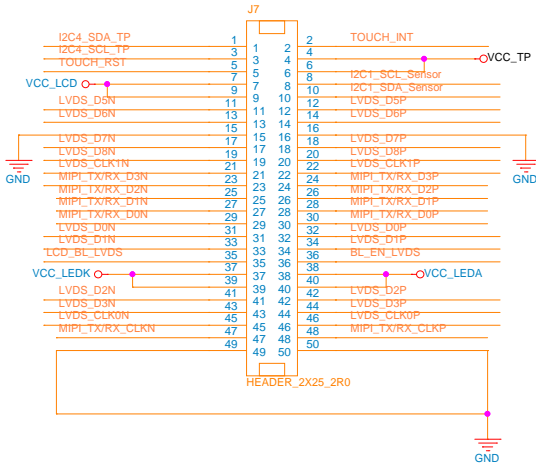 J7
I2C4_SDA_TP 1 1 2 2 TOUCH_INT
I2C4_SCL_TP 3 3 4 4 VCC_TP
TOUCH_RST 5 5 6 6
VCC_LCD 7 7 8 8 I2C1_SCL_Sensor
9 9 10 10 I2C1_SDA_Sensor
LVDS_D5N 11 11 12 12 LVDS_D5P
LVDS_D6N 13 13 14 14 LVDS_D6P
15 15 16 16
LVDS_D7N 17 17 18 18 LVDS_D7P
LVDS_D8N 19 19 20 20 LVDS_D8P
LVDS_CLK1N 21 21 22 22 LVDS_CLK1P
GND GND
MIPI_TX/RX_D3N 23 23 24 24 MIPI_TX/RX_D3P
MIPI_TX/RX_D2N 25 25 26 26 MIPI_TX/RX_D2P
MIPI_TX/RX_D1N 27 27 28 28 MIPI_TX/RX_D1P
MIPI_TX/RX_D0N 29 29 30 30 MIPI_TX/RX_D0P
LVDS_D0N 31 31 32 32 LVDS_D0P
LVDS_D1N 33 33 34 34 LVDS_D1P
LCD_BL_LVDS 35 35 36 36 BL_EN_LVDS
VCC_LEDK 37 37 38 38 VCC_LEDA
39 39 40 40
LVDS_D2N 41 41 42 42 LVDS_D2P
LVDS_D3N 43 43 44 44 LVDS_D3P
LVDS_CLK0N 45 45 46 46 LVDS_CLK0P
MIPI_TX/RX_CLKN 47 47 48 48 MIPI_TX/RX_CLKP
49 49 50 50
HEADER_2X25_2R0
GND